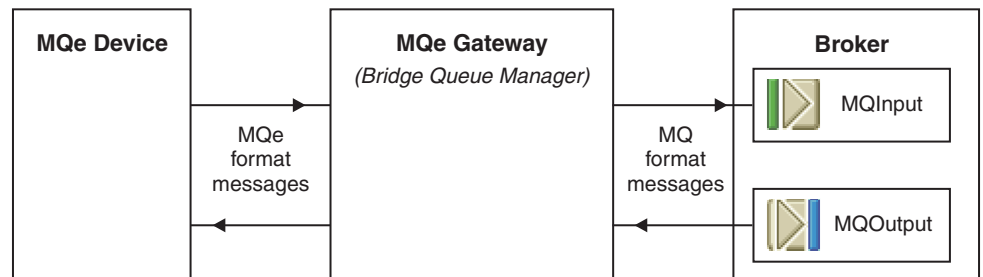 MQe Device
MQe Gateway
(Bridge Queue Manager)
Broker
MQInput
MQe
format
messages
MQ
format
messages
MQOutput